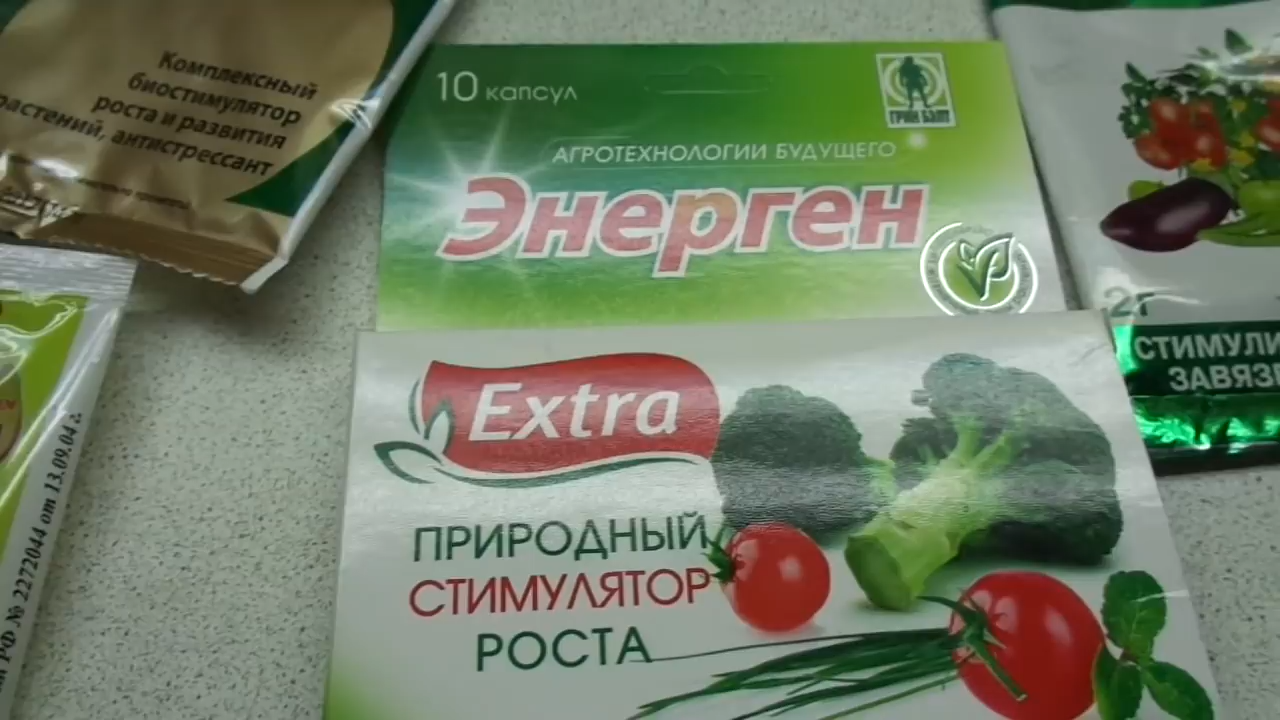 Комплексный
биостимулятор
роста и развития
растений, антистрессант
10 капсул
ГРИН БЭЛТ
АГРОТЕХНОЛОГИИ БУДУЩЕГО
Энерген
Extra
ПРИРОДНЫЙ
СТИМУЛЯТОР
РОСТА
2г
СТИМУЛИ
ЗАВЯЗ
РФ № 2272044 от 13.09.04 г.